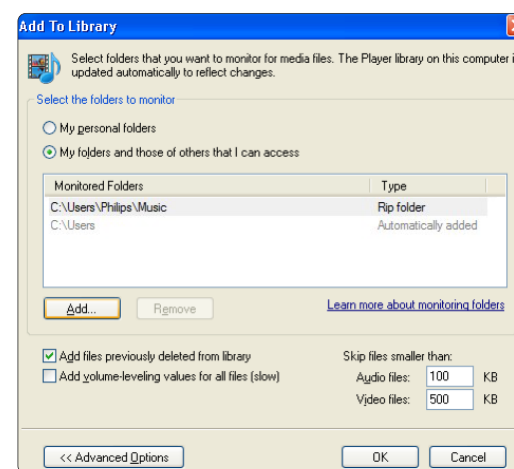 Add To Library
Select folders that you want to monitor for media files. The Player library on this computer i
updated automatically to reflect changes.
Select the folders to monitor
My personal folders
My folders and those of others that I can access
Monitored Folders Type
C:\Users\Philips\Music Rip folder
C:\Users Automatically added
Add... Remove Learn more about monitoring folders
Add files previously deleted from library Skip files smaller than:
Add volume-leveling values for all files (slow) Audio files: 100 KB
Video files: 500 KB
<< Advanced Options OK Cancel